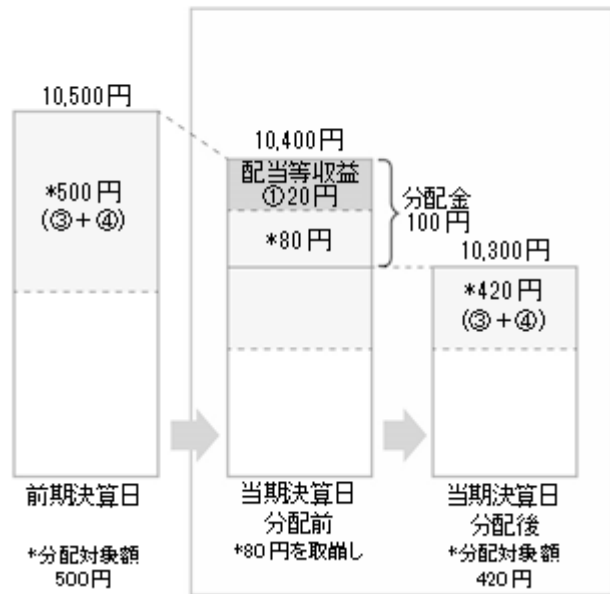 10,500円
*500円
(③+④)
前期決算日
*分配対象額
500円
10,400円
配当等収益
①20円
*80円
分配金
100円
当期決算日
分配前
*80円を取崩し
10,300円
*420円
(③+④)
当期決算日
分配後
*分配対象額
420円